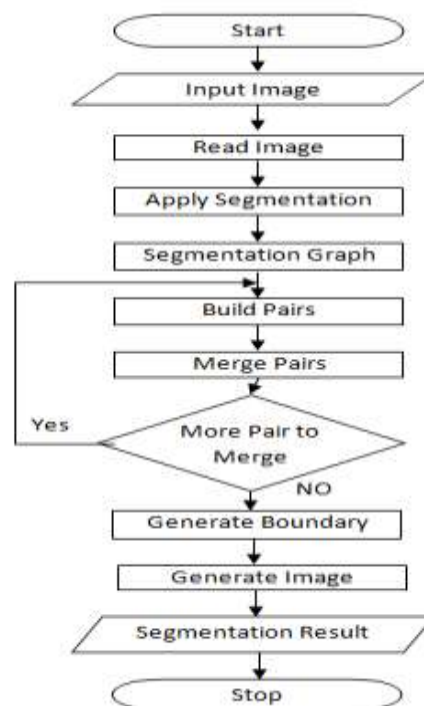 Start
Input Image
Read Image
Apply Segmentation
Segmentation Graph
Build Pairs
Merge Pairs
Yes
More Pair to
Merge
NO
Generate Boundary
Generate Image
Segmentation Result
Stop